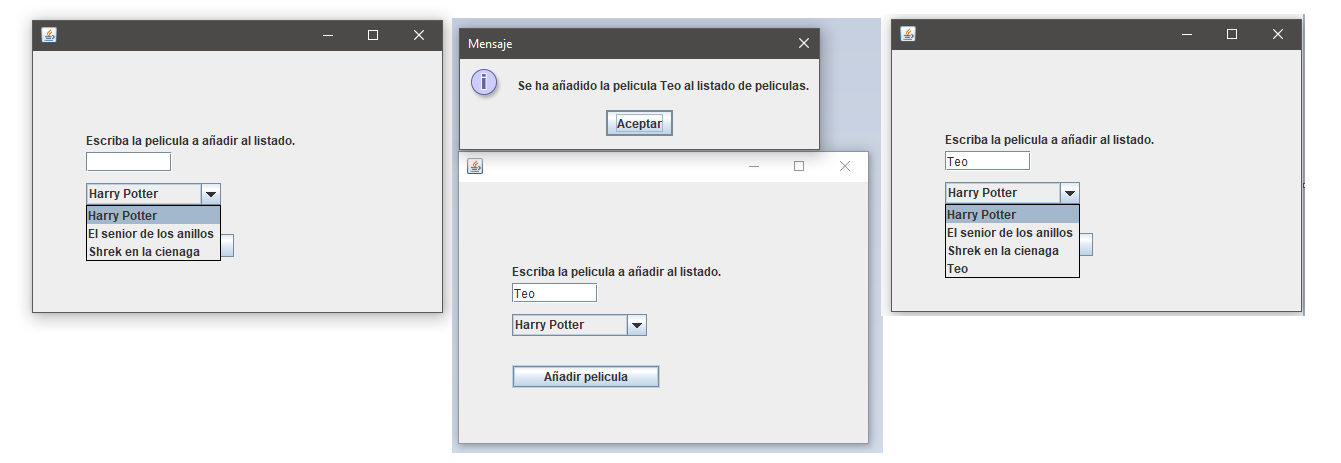 Escriba la pelicula a añadir al listado.
Harry Potter
Harry Potter
El senior de los anillos
Shrek en la cienaga
Mensaje
i
Se ha añadido la pelicula Teo al listado de peliculas.
Aceptar
Escriba la pelicula a añadir al listado.
Teo
Harry Potter
Añadir pelicula
Escriba la pelicula a añadir al listado.
Teo
Harry Potter
Harry Potter
El senior de los anillos
Shrek en la cienaga
Teo